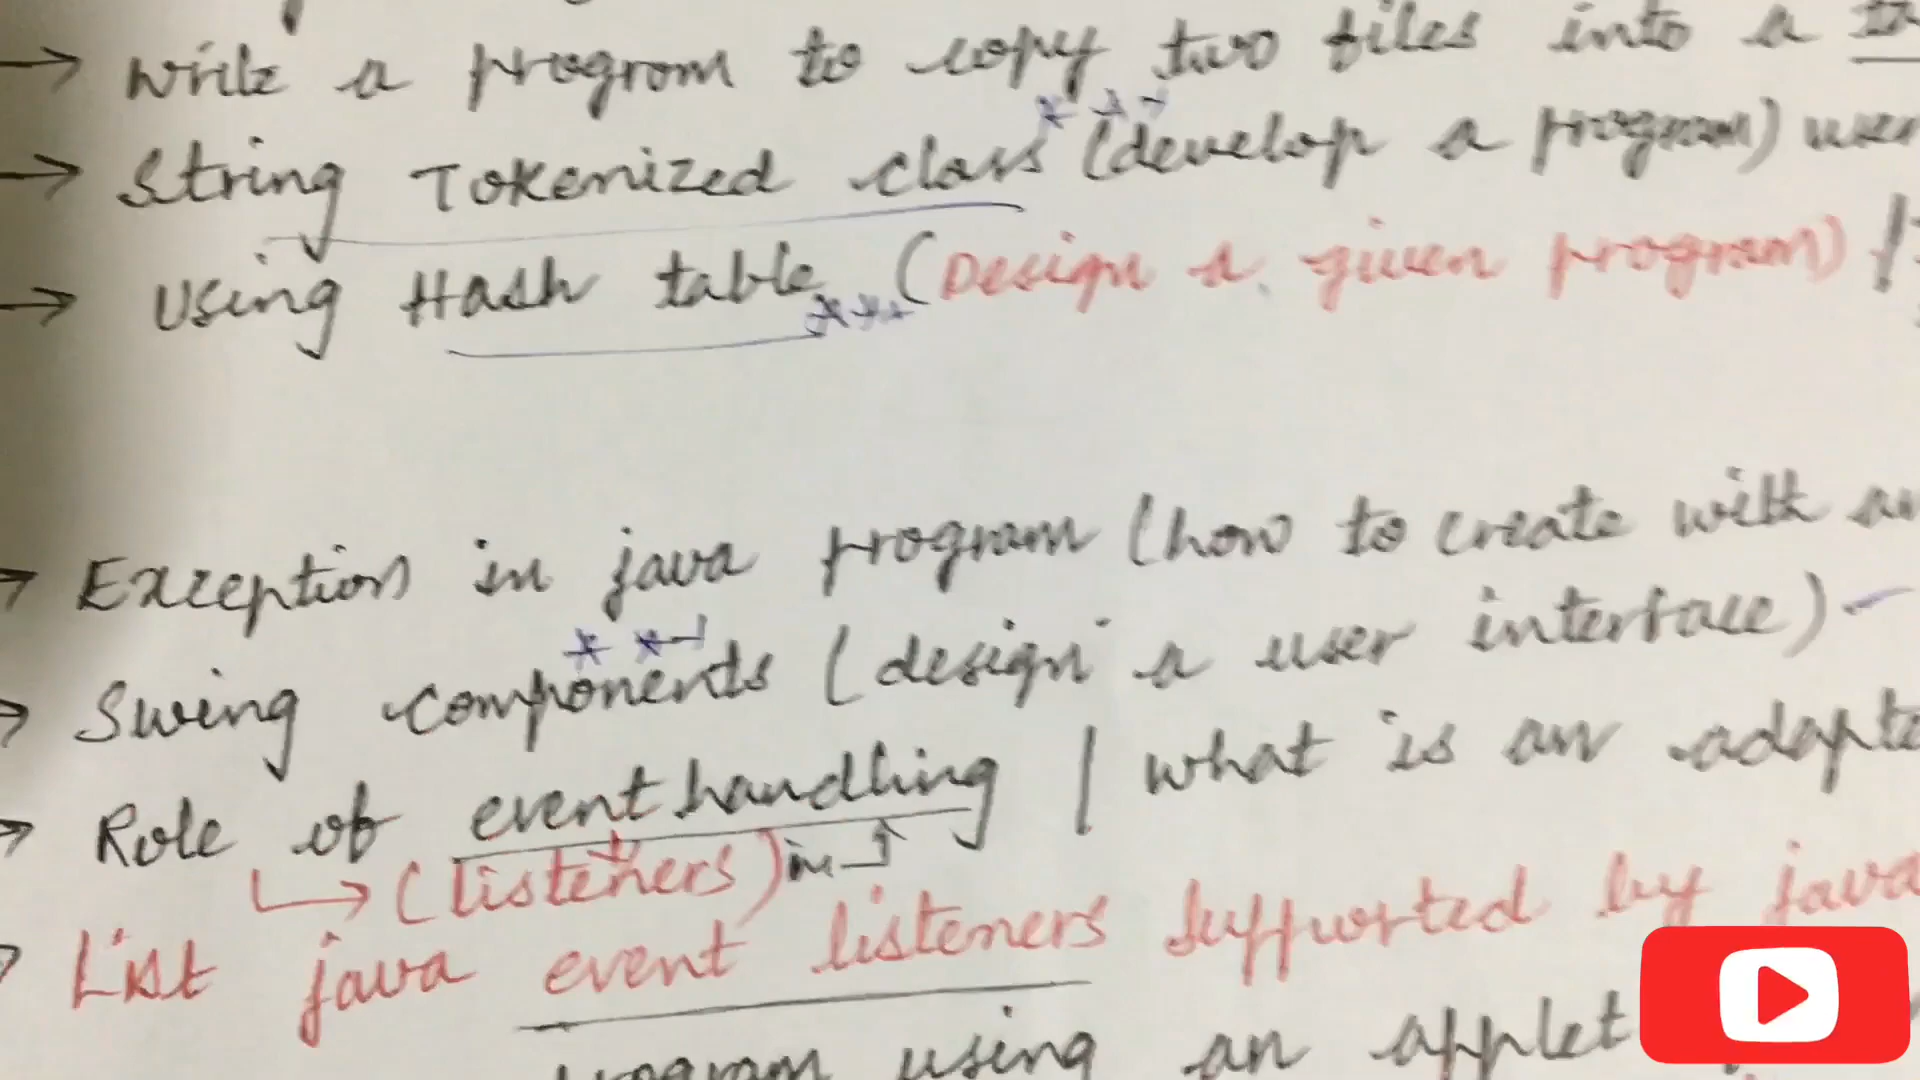 → Write a program to copy two files into a
→ String Tokenized class *** (develop a program) user
→ Using Hash table *** (Design a given program) |
→ Exception in java program (how to create with an
→ Swing components (design a user interface) -
→ Role of event handling | what is an adapte
↳ (listeners) in
→ List java event listeners supported by java
program using an applet